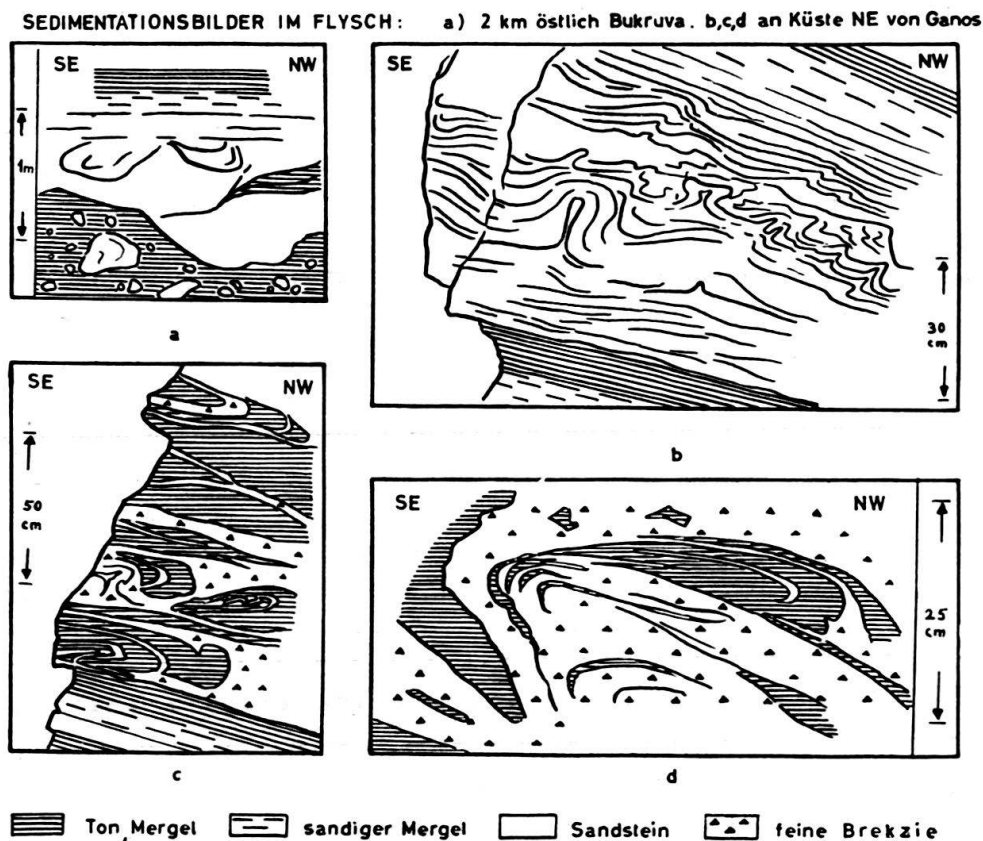 SEDIMENTATIONSBILDER IM FLYSCH: a) 2 km östlich Bukruva. b,c,d an Küste NE von Ganos
SE NW
1m
a
SE NW
30
cm
b
SE NW
50
cm
c
SE NW
25
cm
d
Ton, Mergel sandiger Mergel Sandstein feine Brekzie